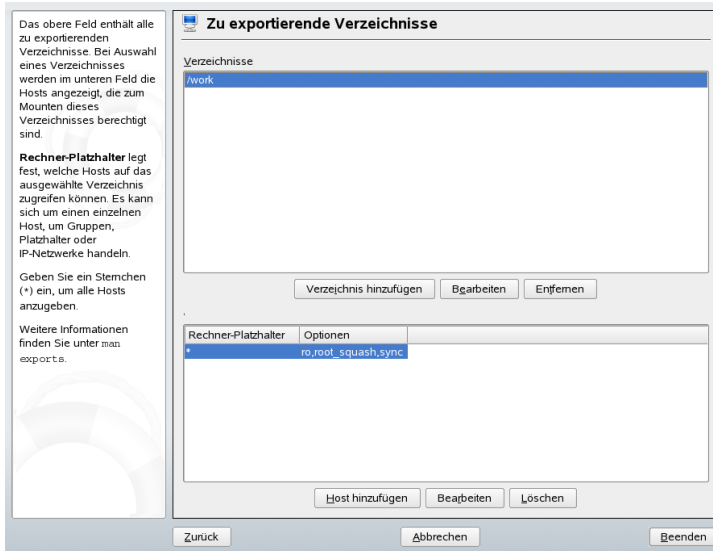 Das obere Feld enthält alle
zu exportierenden
Verzeichnisse. Bei Auswahl
eines Verzeichnisses
werden im unteren Feld die
Hosts angezeigt, die zum
Mounten dieses
Verzeichnisses berechtigt
sind.
Rechner-Platzhalter legt
fest, welche Hosts auf das
ausgewählte Verzeichnis
zugreifen können. Es kann
sich um einen einzelnen
Host, um Gruppen,
Platzhalter oder
IP-Netzwerke handeln.
Geben Sie ein Sternchen
(*) ein, um alle Hosts
anzugeben.
Weitere Informationen
finden Sie unter man
exports.
Zu exportierende Verzeichnisse
Verzeichnisse
/work
Verzeichnis hinzufügen Bearbeiten Entfernen
Rechner-Platzhalter Optionen
* ro,root_squash,sync
Host hinzufügen Bearbeiten Löschen
Zurück Abbrechen Beenden